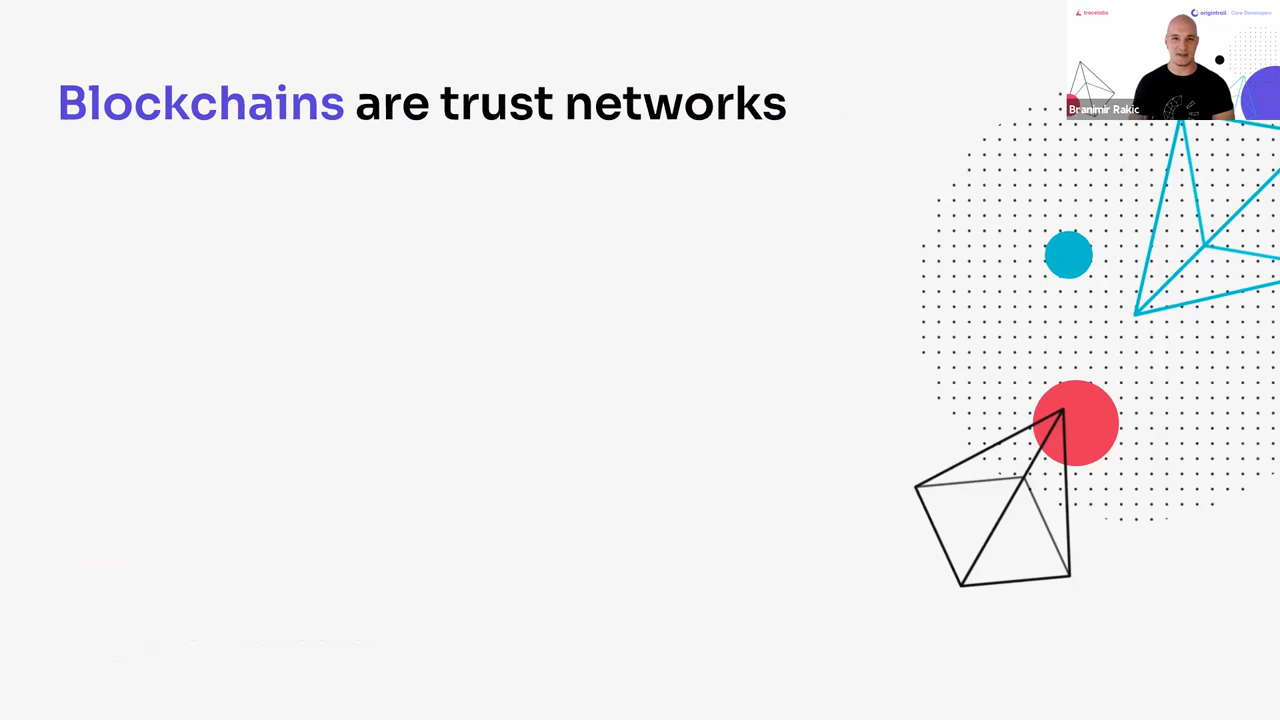 Blockchains are trust networks
tracelabs
origintrail Core Developers
Branimir Rakic